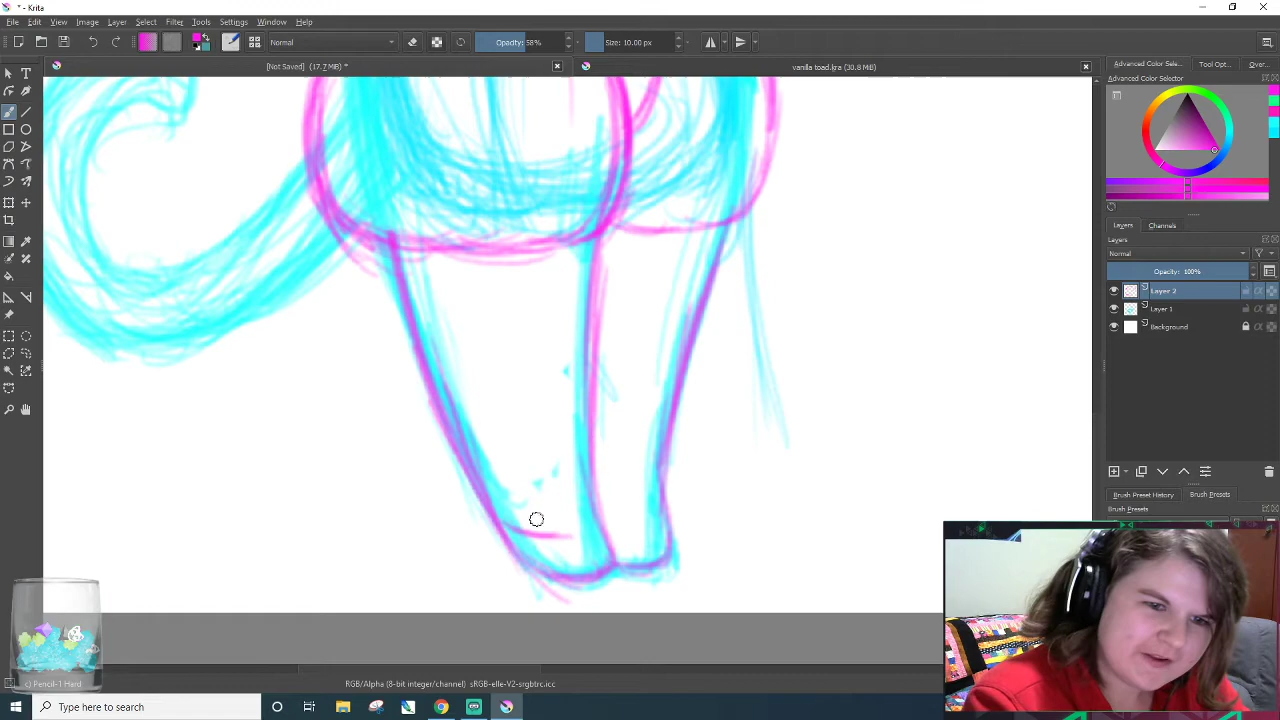 - Krita
File Edit View Image Layer Select Filter Tools Settings Window Help
Normal Opacity: 58% Size: 10.00 px
[Not Saved] (17.7 MiB) *
vanilla toad.kra (30.8 MiB)
Advanced Color Sele... Tool Opt... Over...
Advanced Color Selector
Layers Channels
Layers
Normal
Opacity: 100%
Layer 2
Layer 1
Background
Brush Preset History Brush Presets
Brush Presets
c) Pencil-1 Hard
RGB/Alpha (8-bit integer/channel) sRGB-elle-V2-srgbtrc.icc
Type here to search